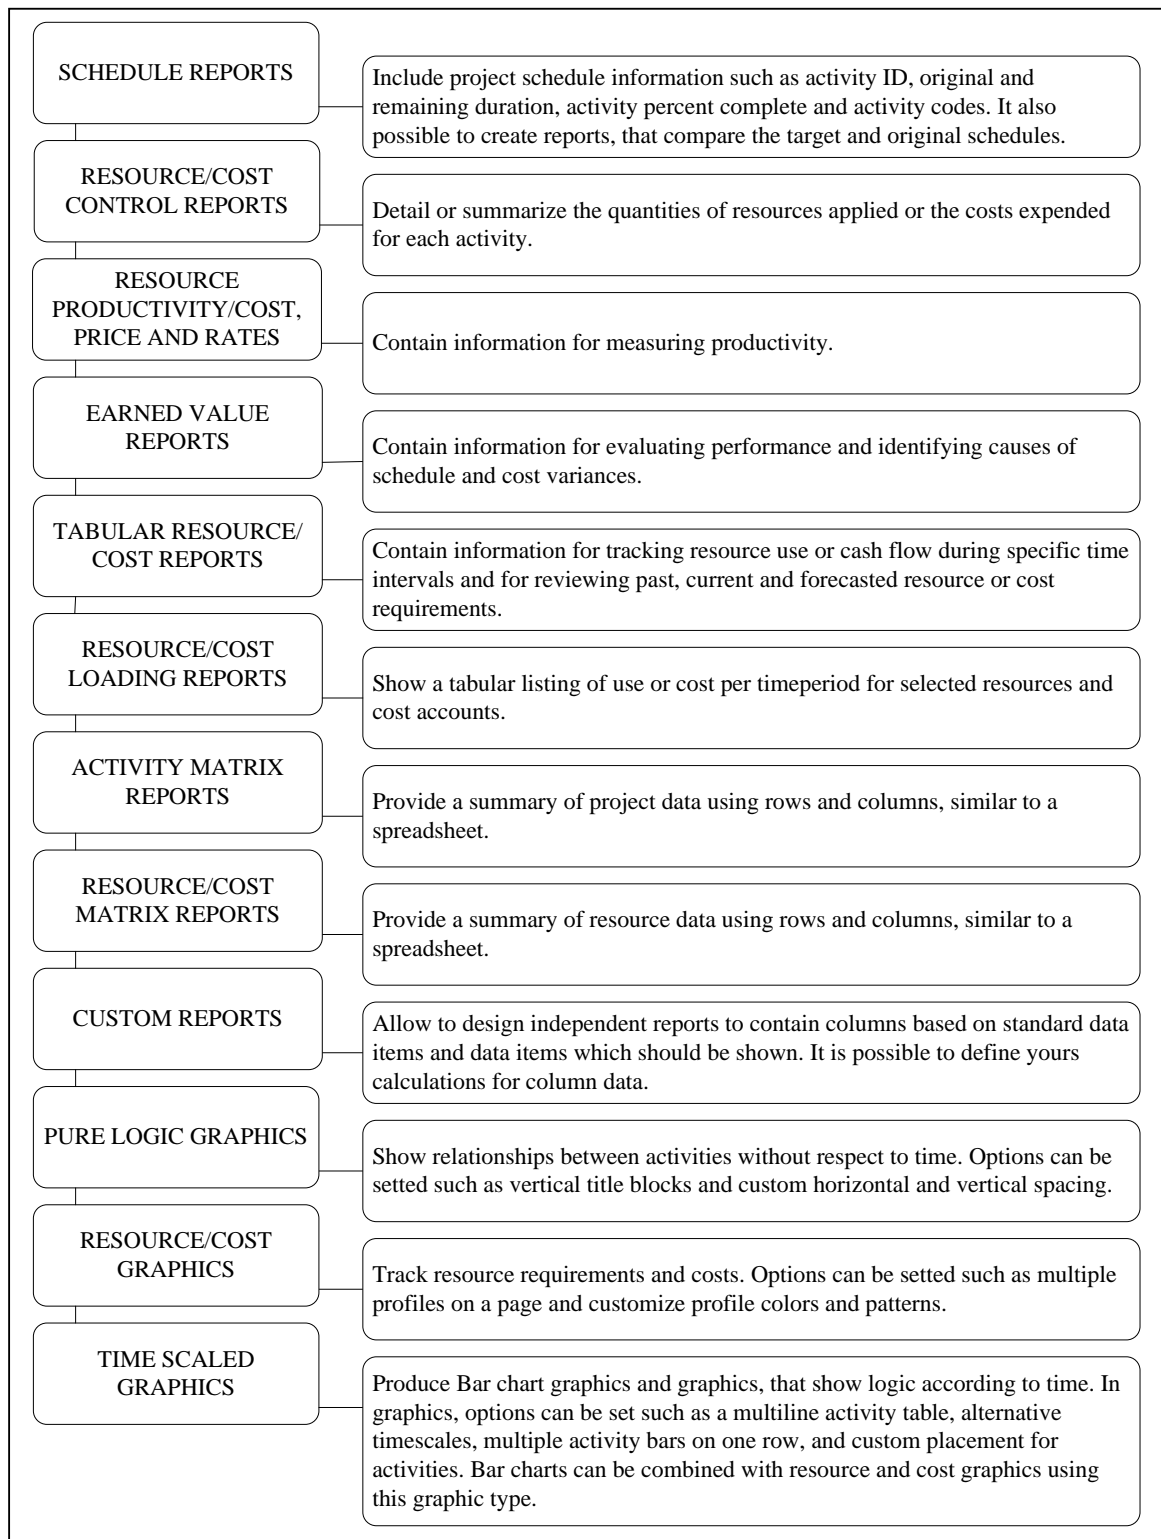 SCHEDULE REPORTS
Include project schedule information such as activity ID, original and
remaining duration, activity percent complete and activity codes. It also
possible to create reports, that compare the target and original schedules.
RESOURCE/COST
CONTROL REPORTS
Detail or summarize the quantities of resources applied or the costs expended
for each activity.
RESOURCE
PRODUCTIVITY/COST,
PRICE AND RATES
Contain information for measuring productivity.
EARNED VALUE
REPORTS
Contain information for evaluating performance and identifying causes of
schedule and cost variances.
TABULAR RESOURCE/
COST REPORTS
Contain information for tracking resource use or cash flow during specific time
intervals and for reviewing past, current and forecasted resource or cost
requirements.
RESOURCE/COST
LOADING REPORTS
Show a tabular listing of use or cost per timeperiod for selected resources and
cost accounts.
ACTIVITY MATRIX
REPORTS
Provide a summary of project data using rows and columns, similar to a
spreadsheet.
RESOURCE/COST
MATRIX REPORTS
Provide a summary of resource data using rows and columns, similar to a
spreadsheet.
CUSTOM REPORTS
Allow to design independent reports to contain columns based on standard data
items and data items which should be shown. It is possible to define yours
calculations for column data.
PURE LOGIC GRAPHICS
Show relationships between activities without respect to time. Options can be
setted such as vertical title blocks and custom horizontal and vertical spacing.
RESOURCE/COST
GRAPHICS
Track resource requirements and costs. Options can be setted such as multiple
profiles on a page and customize profile colors and patterns.
TIME SCALED
GRAPHICS
Produce Bar chart graphics and graphics, that show logic according to time. In
graphics, options can be set such as a multiline activity table, alternative
timescales, multiple activity bars on one row, and custom placement for
activities. Bar charts can be combined with resource and cost graphics using
this graphic type.